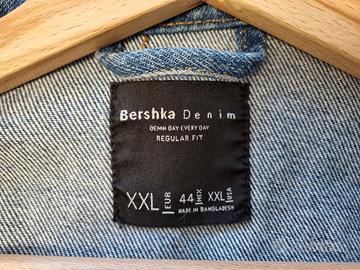 Bershka Denim
DENIM DAY EVERY DAY
REGULAR FIT
XXL EUR 44 MEX XXL USA
MADE IN BANGLADESH